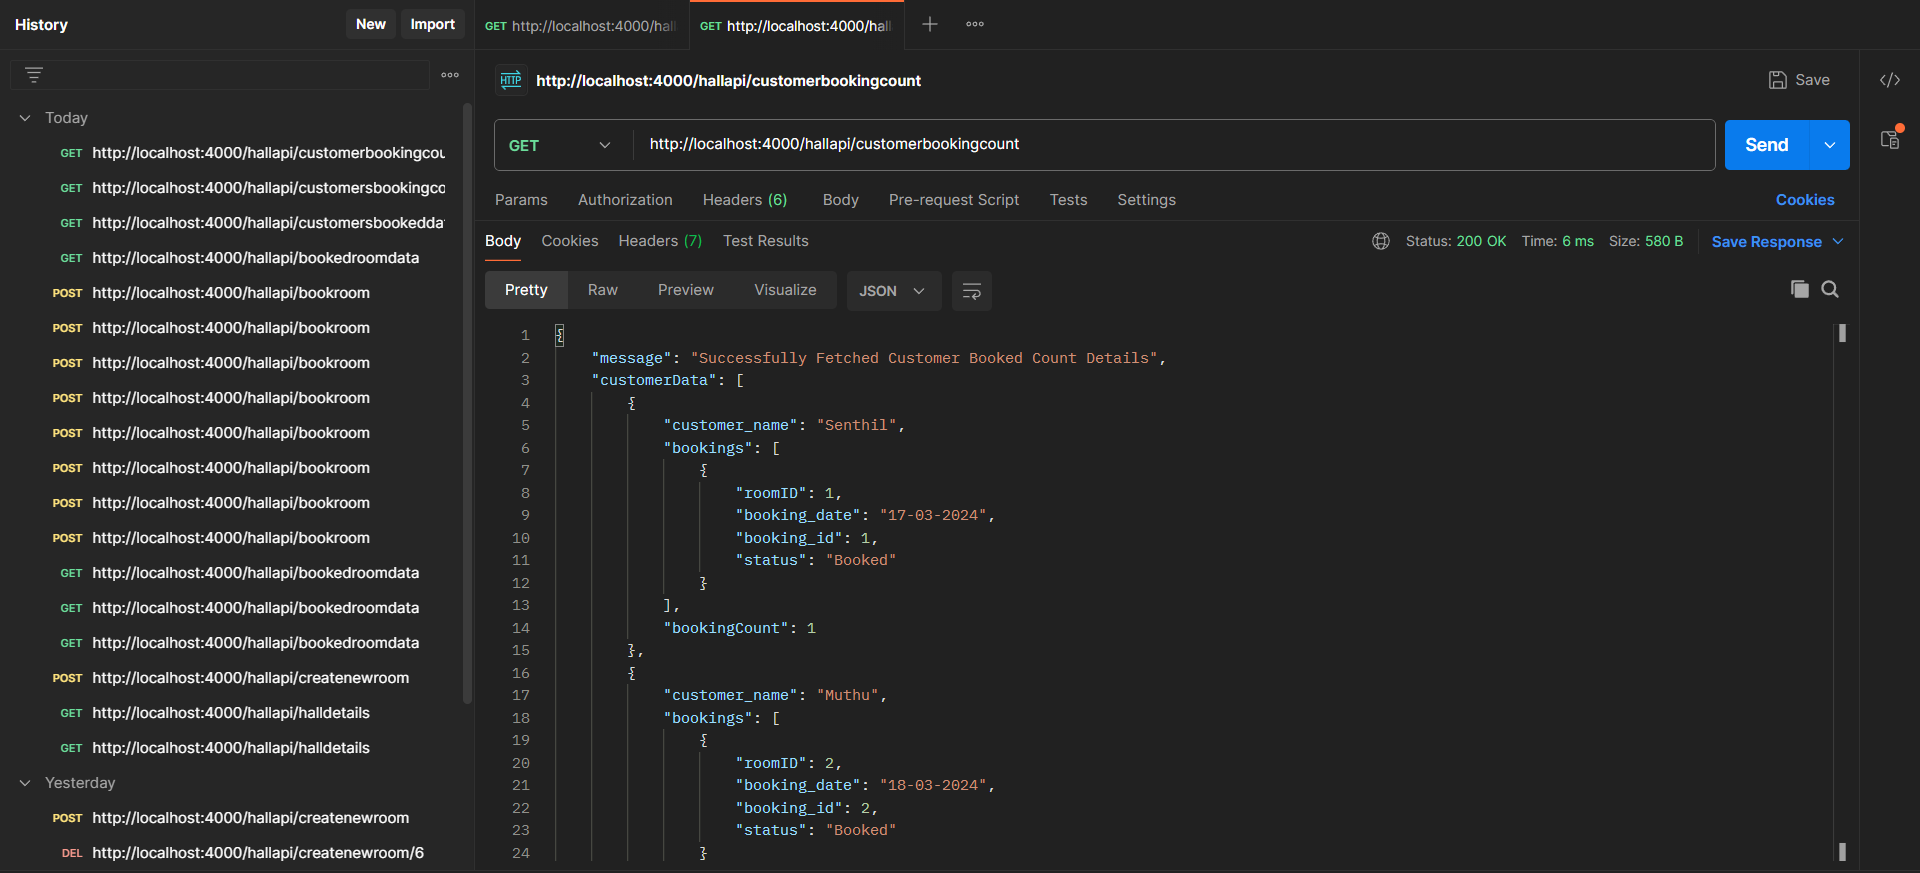 History
New
Import
Today
GET http://localhost:4000/hallapi/customerbookingcou
GET http://localhost:4000/hallapi/customersbookingco
GET http://localhost:4000/hallapi/customersbookeddat
GET http://localhost:4000/hallapi/bookedroomdata
POST http://localhost:4000/hallapi/bookroom
POST http://localhost:4000/hallapi/bookroom
POST http://localhost:4000/hallapi/bookroom
POST http://localhost:4000/hallapi/bookroom
POST http://localhost:4000/hallapi/bookroom
POST http://localhost:4000/hallapi/bookroom
POST http://localhost:4000/hallapi/bookroom
POST http://localhost:4000/hallapi/bookroom
GET http://localhost:4000/hallapi/bookedroomdata
GET http://localhost:4000/hallapi/bookedroomdata
GET http://localhost:4000/hallapi/bookedroomdata
POST http://localhost:4000/hallapi/createnewroom
GET http://localhost:4000/hallapi/halldetails
GET http://localhost:4000/hallapi/halldetails
Yesterday
POST http://localhost:4000/hallapi/createnewroom
DEL http://localhost:4000/hallapi/createnewroom/6
GET http://localhost:4000/hall
GET http://localhost:4000/hall
HTTP http://localhost:4000/hallapi/customerbookingcount
Save
GET http://localhost:4000/hallapi/customerbookingcount
Send
Params Authorization Headers (6) Body Pre-request Script Tests Settings Cookies
Body Cookies Headers (7) Test Results Status: 200 OK Time: 6 ms Size: 580 B Save Response
Pretty Raw Preview Visualize JSON
1 {
2 "message": "Successfully Fetched Customer Booked Count Details",
3 "customerData": [
4 {
5 "customer_name": "Senthil",
6 "bookings": [
7 {
8 "roomID": 1,
9 "booking_date": "17-03-2024",
10 "booking_id": 1,
11 "status": "Booked"
12 }
13 ],
14 "bookingCount": 1
15 },
16 {
17 "customer_name": "Muthu",
18 "bookings": [
19 {
20 "roomID": 2,
21 "booking_date": "18-03-2024",
22 "booking_id": 2,
23 "status": "Booked"
24 }